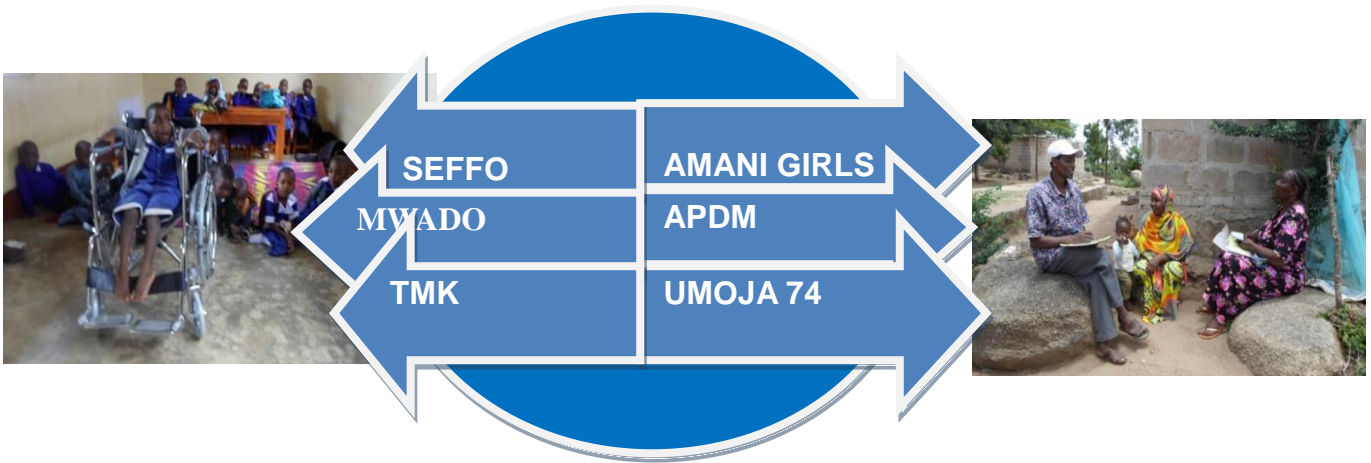 SEFFO
AMANI GIRLS
MWADO
APDM
TMK
UMOJA 74